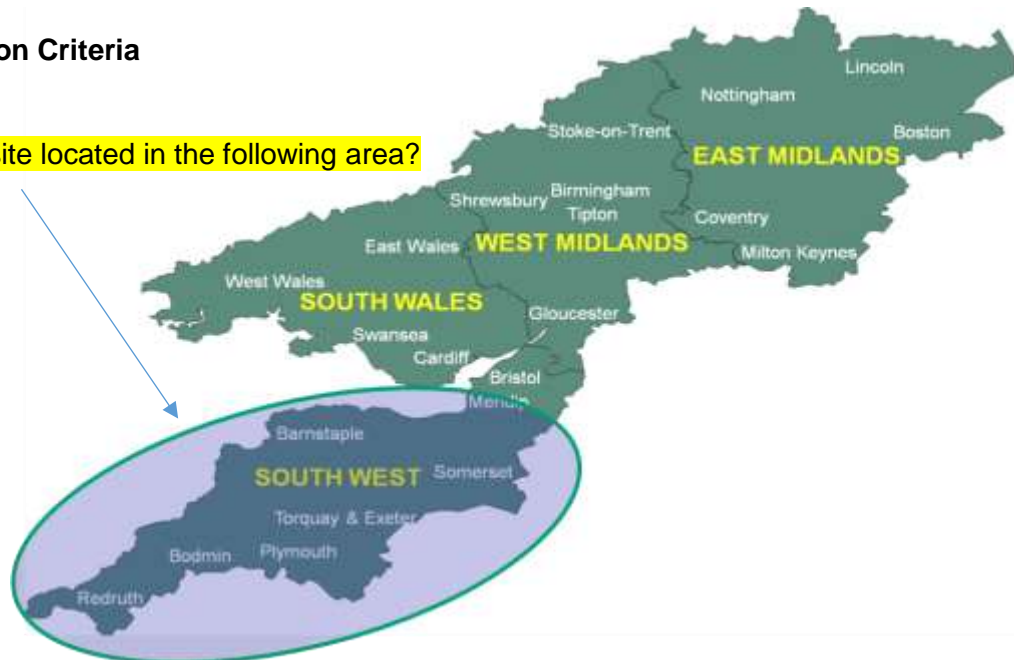 on Criteria
Lincoln
Nottingham
Stoke-on-Trent
Boston
site located in the following area?
EAST MIDLANDS
Shrewsbury
Birmingham
Tipton
Coventry
East Wales
WEST MIDLANDS
Milton Keynes
West Wales
SOUTH WALES
Gloucester
Swansea
Cardiff
Bristol
Mendip
Barnstaple
SOUTH WEST
Somerset
Torquay & Exeter
Bodmin
Plymouth
Redruth